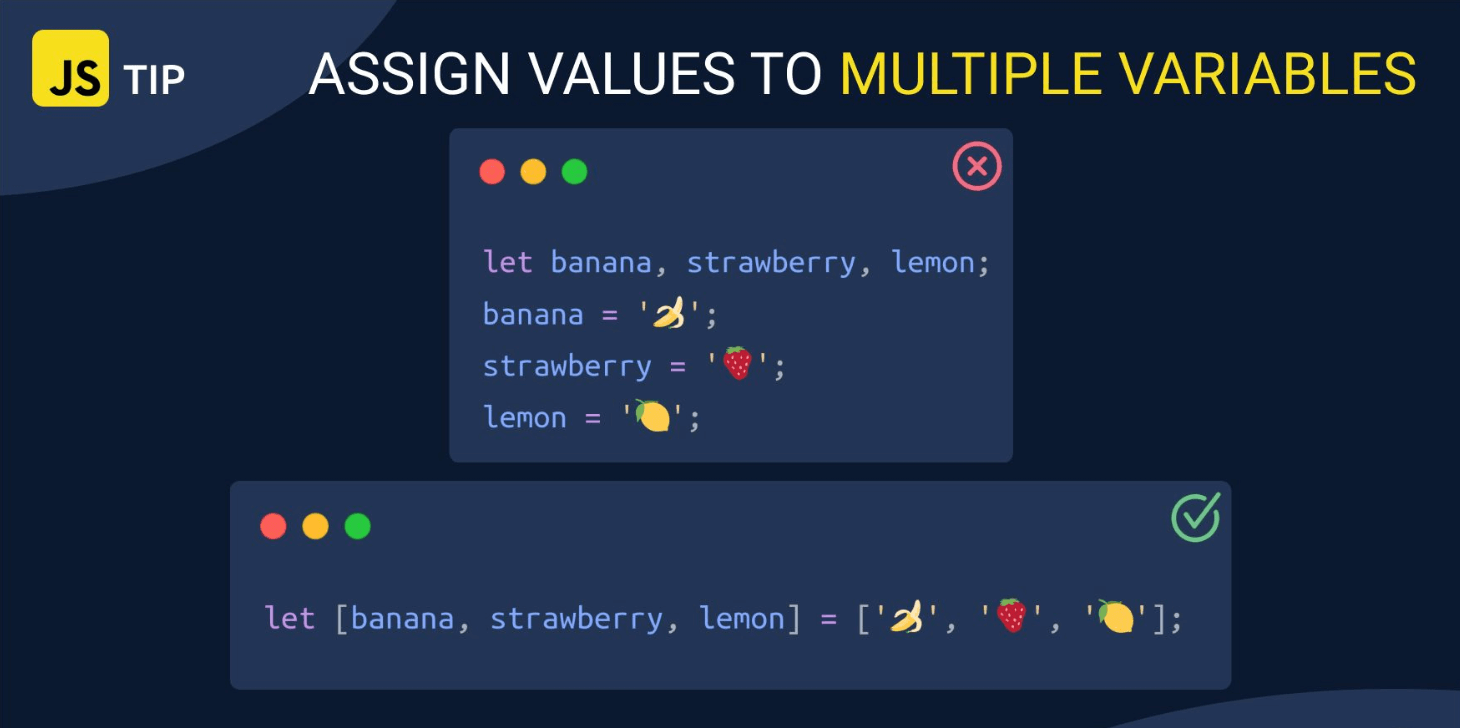 JS TIP
ASSIGN VALUES TO MULTIPLE VARIABLES
let banana, strawberry, lemon;
banana = '🍌';
strawberry = '🍓';
lemon = '🍋';
let [banana, strawberry, lemon] = ['🍌', '🍓', '🍋'];